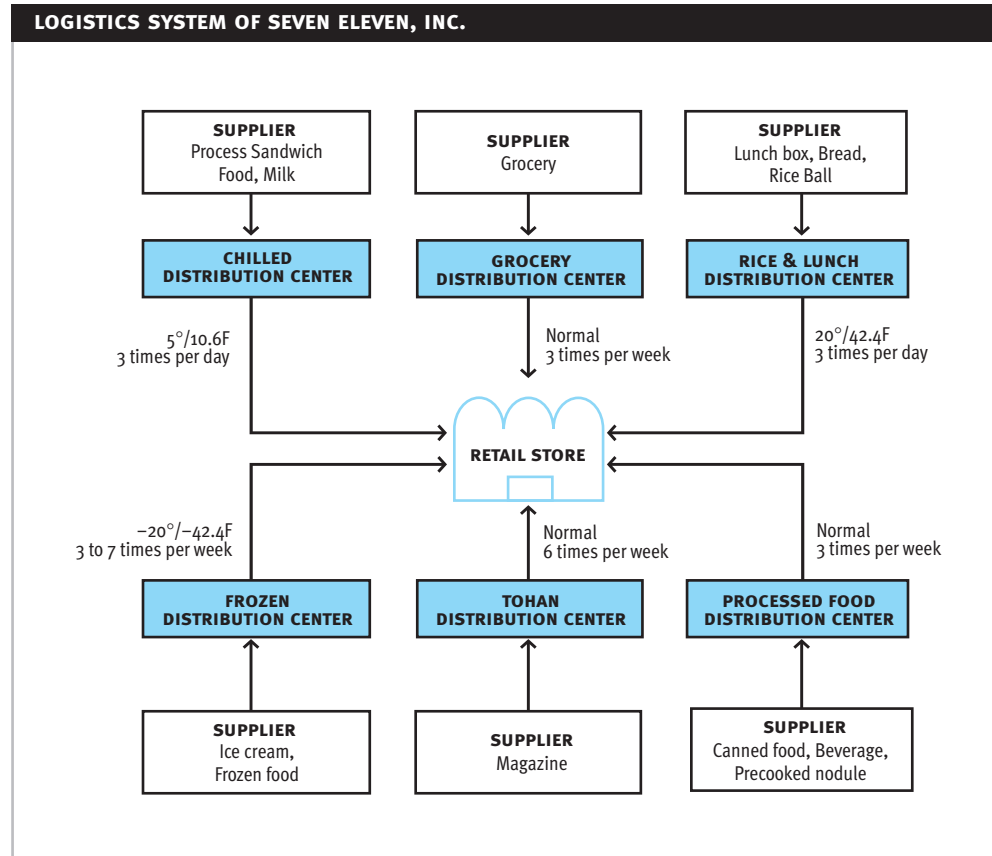 LOGISTICS SYSTEM OF SEVEN ELEVEN, INC.
SUPPLIER
Process Sandwich
Food, Milk
SUPPLIER
Grocery
SUPPLIER
Lunch box, Bread,
Rice Ball
CHILLED
DISTRIBUTION CENTER
GROCERY
DISTRIBUTION CENTER
RICE & LUNCH
DISTRIBUTION CENTER
5°/10.6F
3 times per day
Normal
3 times per week
20°/42.4F
3 times per day
RETAIL STORE
–20°/–42.4F
3 to 7 times per week
Normal
6 times per week
Normal
3 times per week
FROZEN
DISTRIBUTION CENTER
TOHAN
DISTRIBUTION CENTER
PROCESSED FOOD
DISTRIBUTION CENTER
SUPPLIER
Ice cream,
Frozen food
SUPPLIER
Magazine
SUPPLIER
Canned food, Beverage,
Precooked nodule